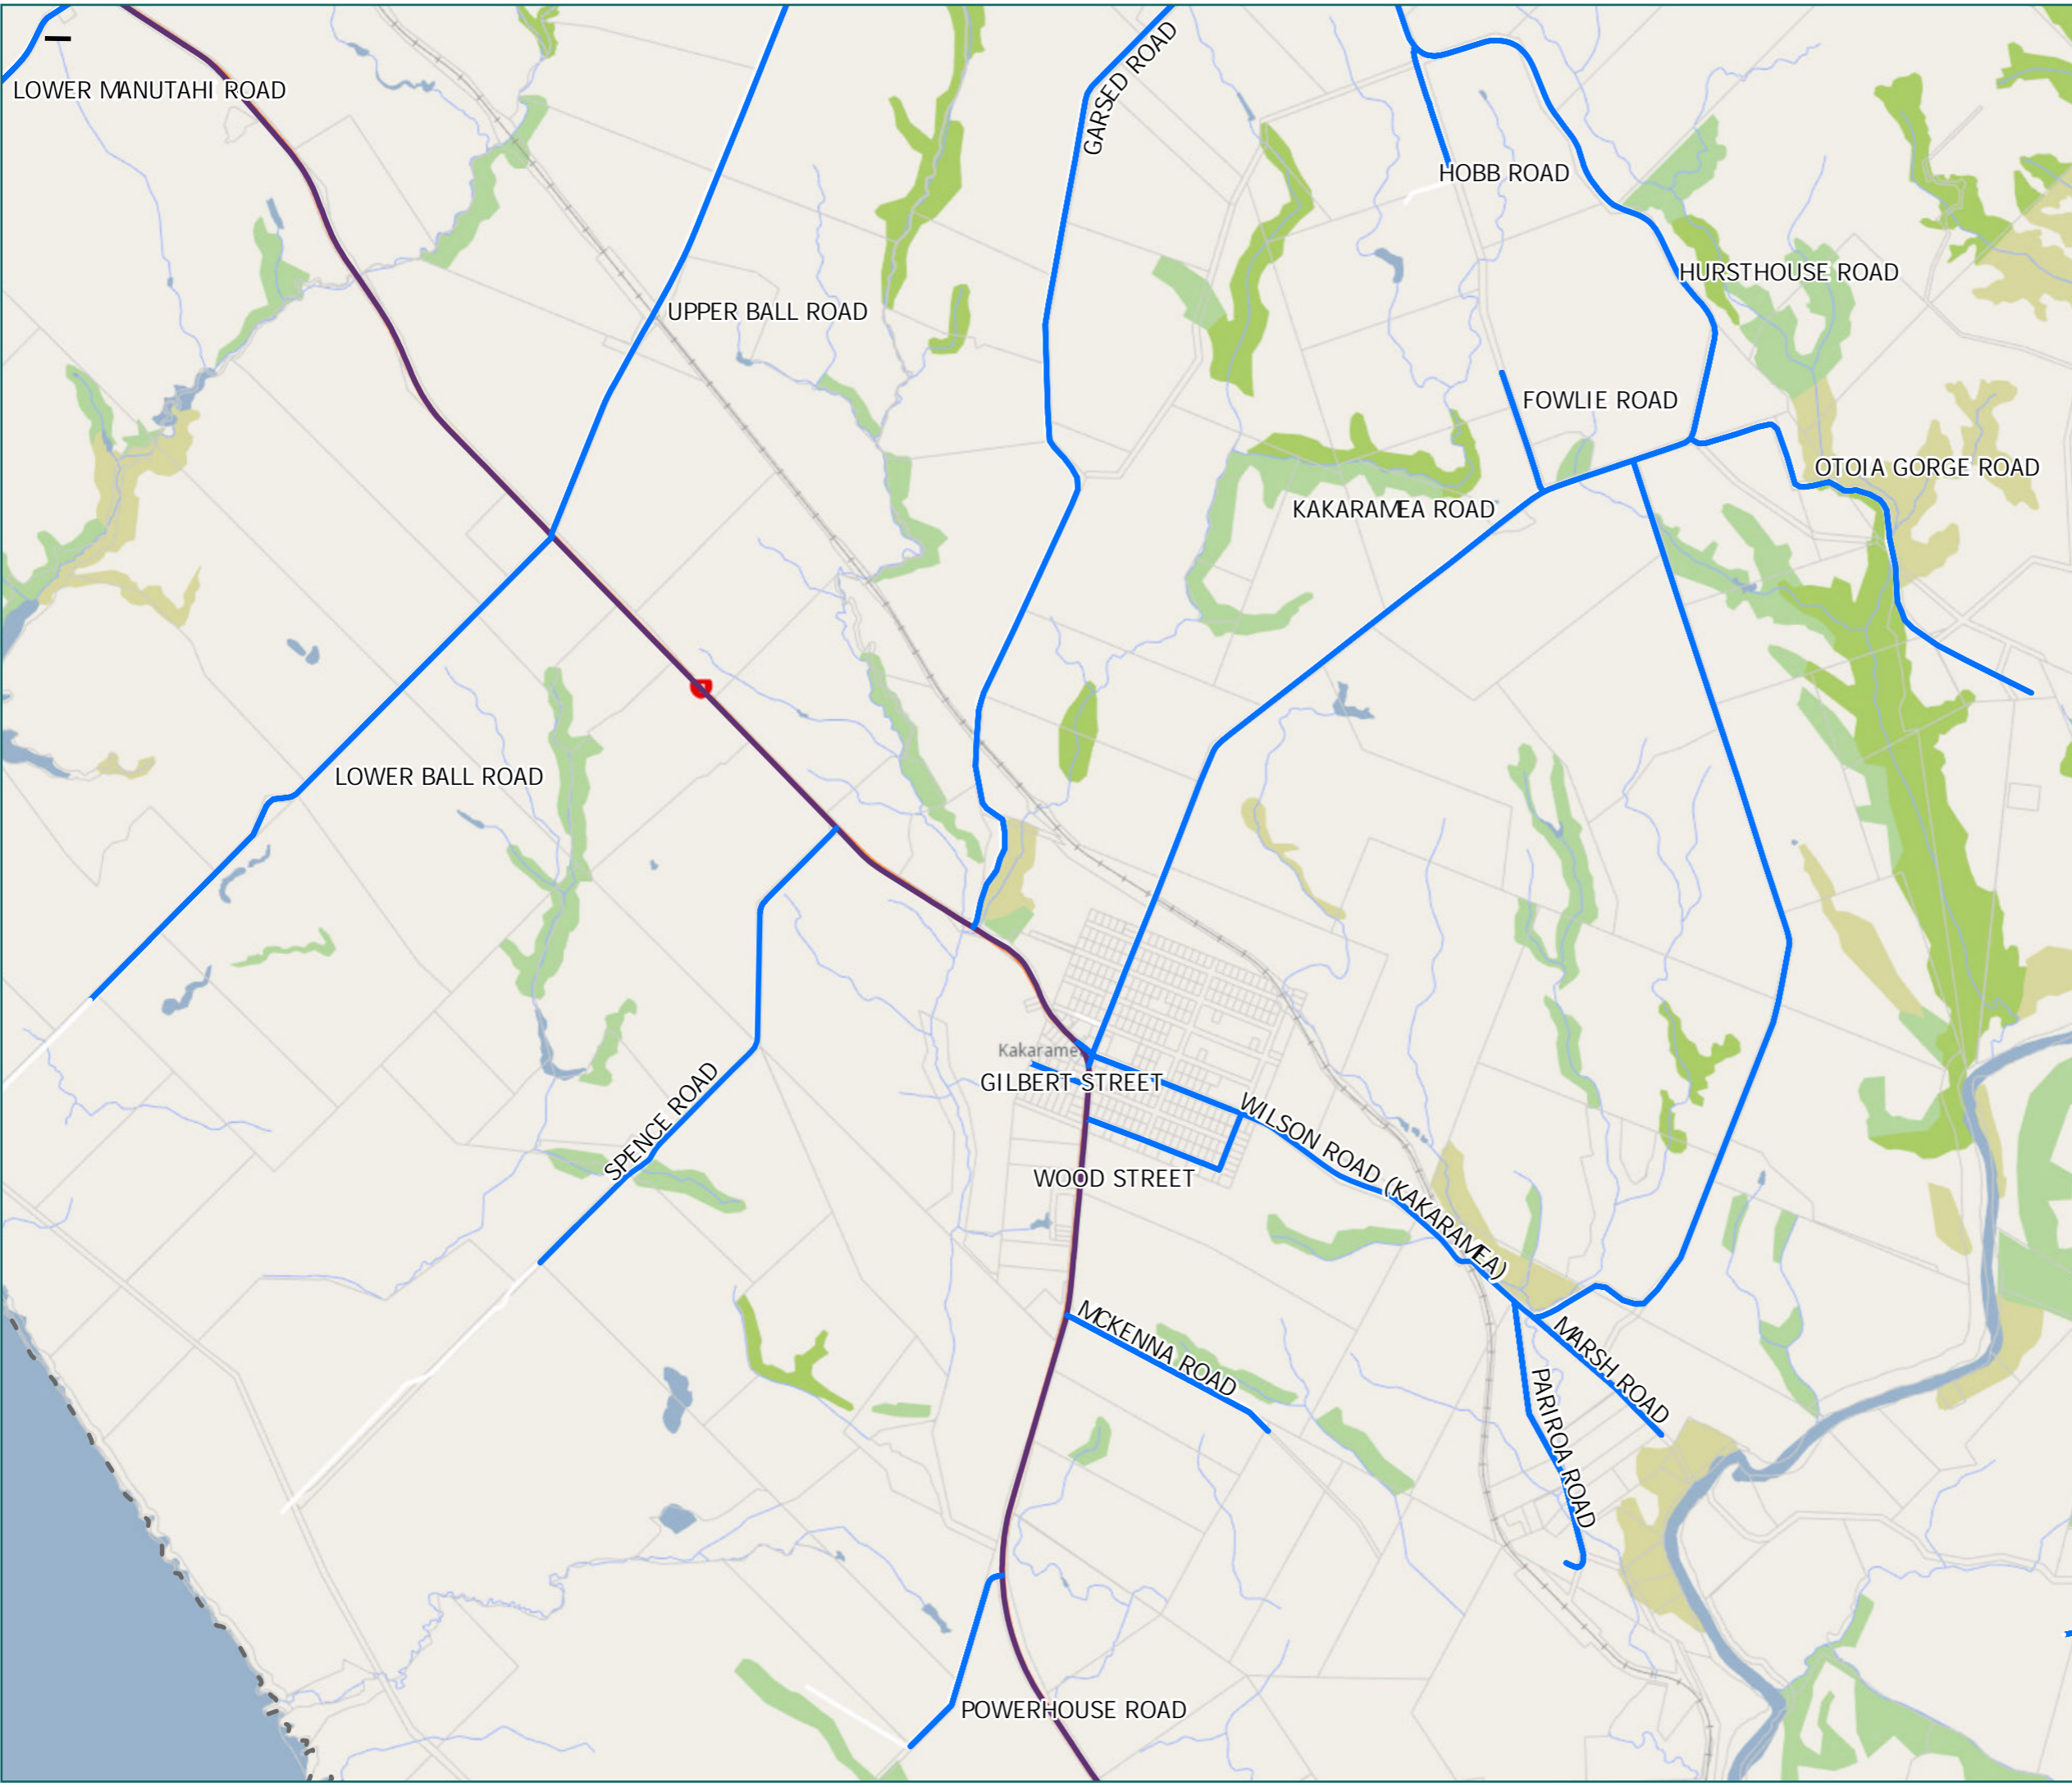 GARSED ROAD
LOWER MANUTAHI ROAD
HOBB ROAD
HURSTHOUSE ROAD
UPPER BALL ROAD
FOWLIE ROAD
OTOIA GORGE ROAD
KAKARAMEA ROAD
LOWER BALL ROAD
Kakaramea
GILBERT STREET
SPENCE ROAD
WILSON ROAD (KAKARAMEA)
WOOD STREET
MCKENNA ROAD
MARSH ROAD
PARIROA ROAD
POWERHOUSE ROAD